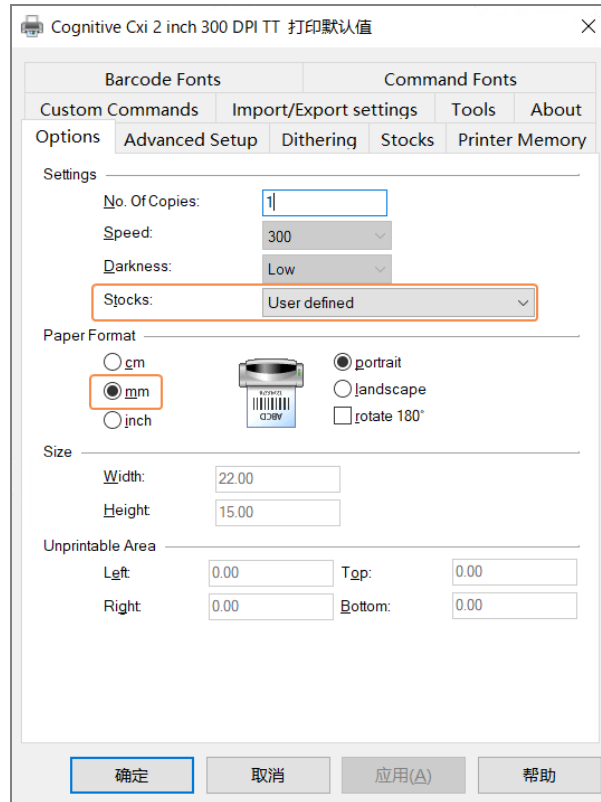 Cognitive Cxi 2 inch 300 DPI TT 打印默认值
Barcode Fonts Command Fonts
Custom Commands Import/Export settings Tools About
Options Advanced Setup Dithering Stocks Printer Memory
Settings
No. Of Copies: 1
Speed: 300
Darkness: Low
Stocks: User defined
Paper Format
cm portrait
mm landscape
inch rotate 180°
ABCD
Size
Width: 22.00
Height: 15.00
Unprintable Area
Left: 0.00 Top: 0.00
Right: 0.00 Bottom: 0.00
确定 取消 应用(A) 帮助